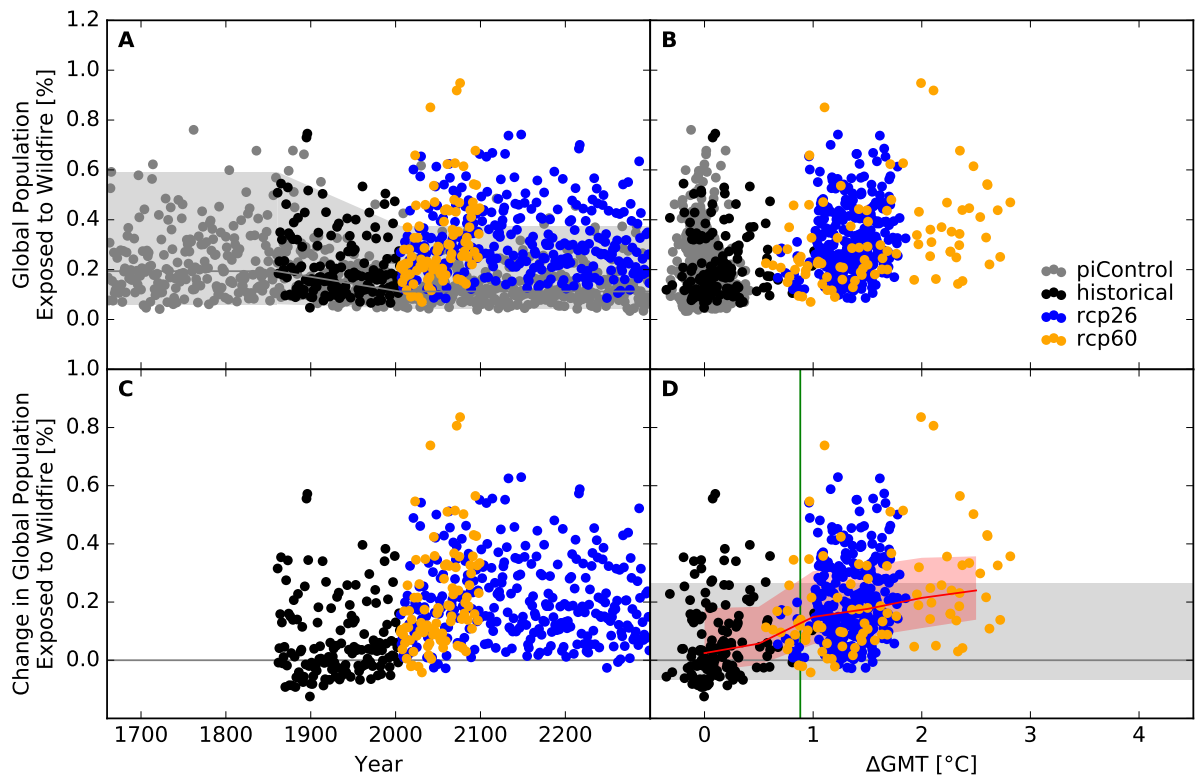 A
B
Global Population
Exposed to Wildfire [%]
1.2
1.0
0.8
0.6
0.4
0.2
0.0
piControl
historical
rcp26
rcp60
C
D
Change in Global Population
Exposed to Wildfire [%]
1.0
0.8
0.6
0.4
0.2
0.0
1700 1800 1900 2000 2100 2200
0 1 2 3 4
Year
ΔGMT [°C]